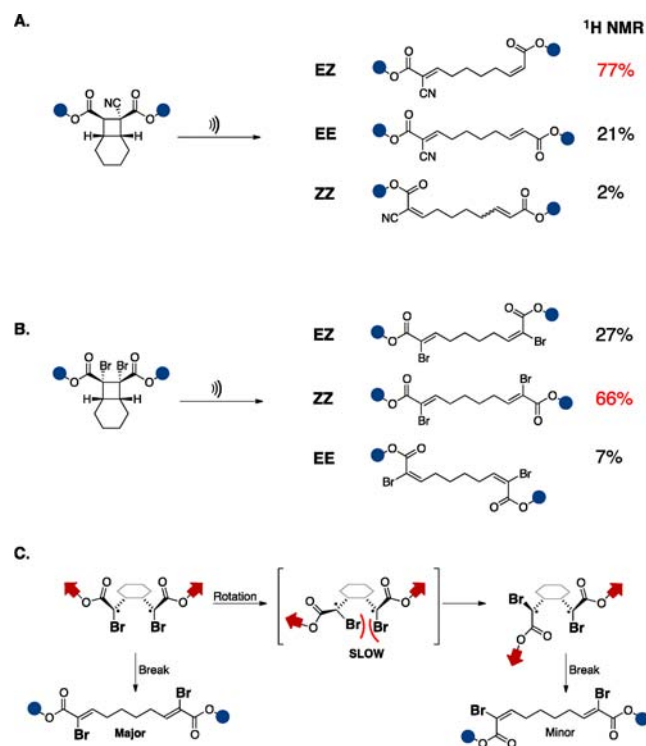 A.
¹H NMR
EZ
O
O
O
O
CN
77%
O
NC
O
O
O
H
H
EE
O
O
CN
O
O
21%
ZZ
O
O
NC
O
O
2%
B.
EZ
O
O
Br
O
O
Br
27%
O
Br
Br
O
O
O
H
H
ZZ
O
O
Br
Br
O
O
66%
EE
O
O
Br
Br
O
O
7%
C.
O
O
O
O
Br
Br
Rotation
O
O
O
O
Br
Br
SLOW
Br
O
O
O
O
Br
Break
Break
O
O
Br
Br
O
O
Major
Br
O
O
Br
O
O
Minor